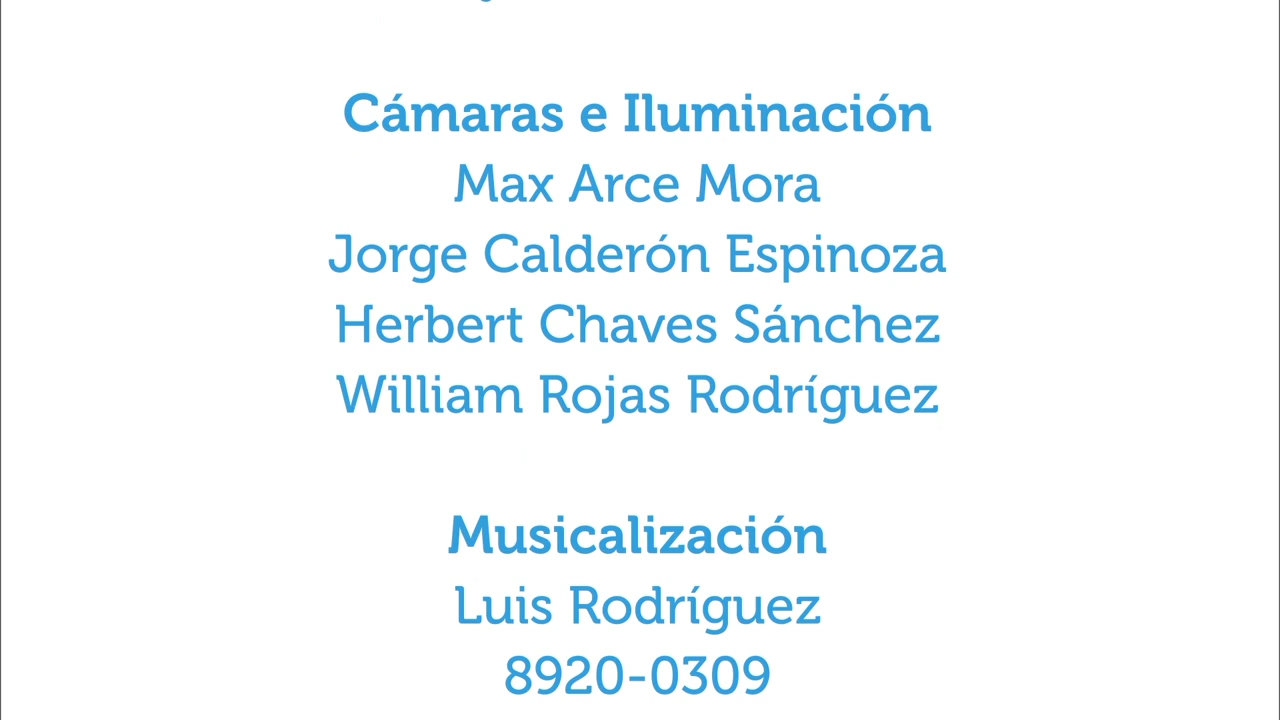 Cámaras e Iluminación
Max Arce Mora
Jorge Calderón Espinoza
Herbert Chaves Sánchez
William Rojas Rodríguez
Musicalización
Luis Rodríguez
8920-0309